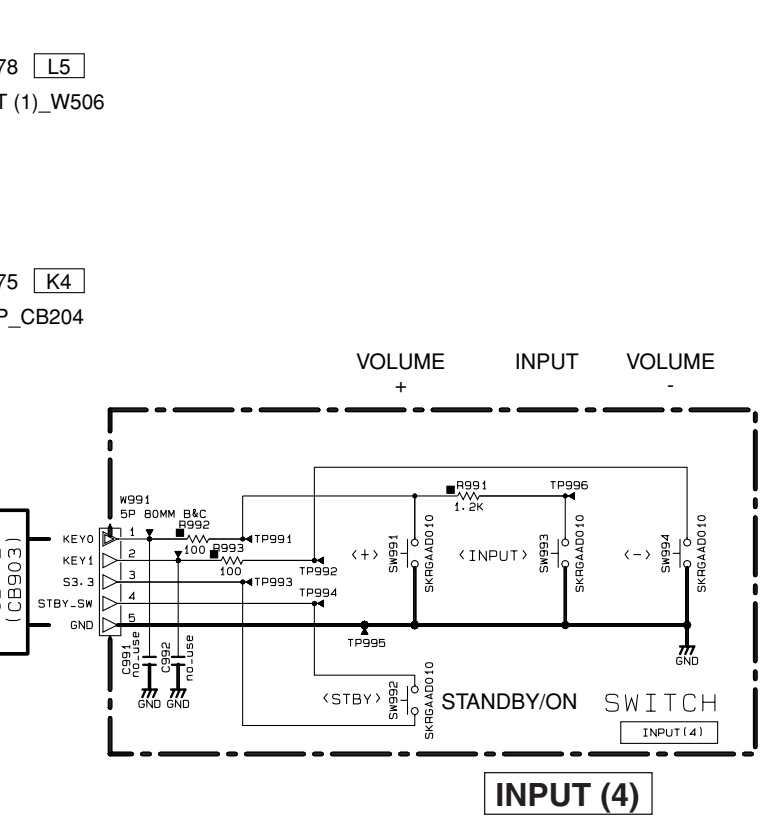 78 L5
T (1)_W506
75 K4
P_CB204
VOLUME INPUT VOLUME
+ -
W991
5P 80MM B&C
R992
100
R993
100
R991
1.2K
TP996
KEY0 1
KEY1 2
S3.3 3
STBY_SW 4
GND 5
(CB903)
TP991
TP992
TP993
TP994
TP995
<+>
SW991
SKRGAAD010
<INPUT>
SW993
SKRGAAD010
<->
SW994
SKRGAAD010
GND
C991
no_use
C992
no_use
GND GND
<STBY>
SW992
SKRGAAD010
STANDBY/ON
SWITCH
INPUT(4)
INPUT (4)